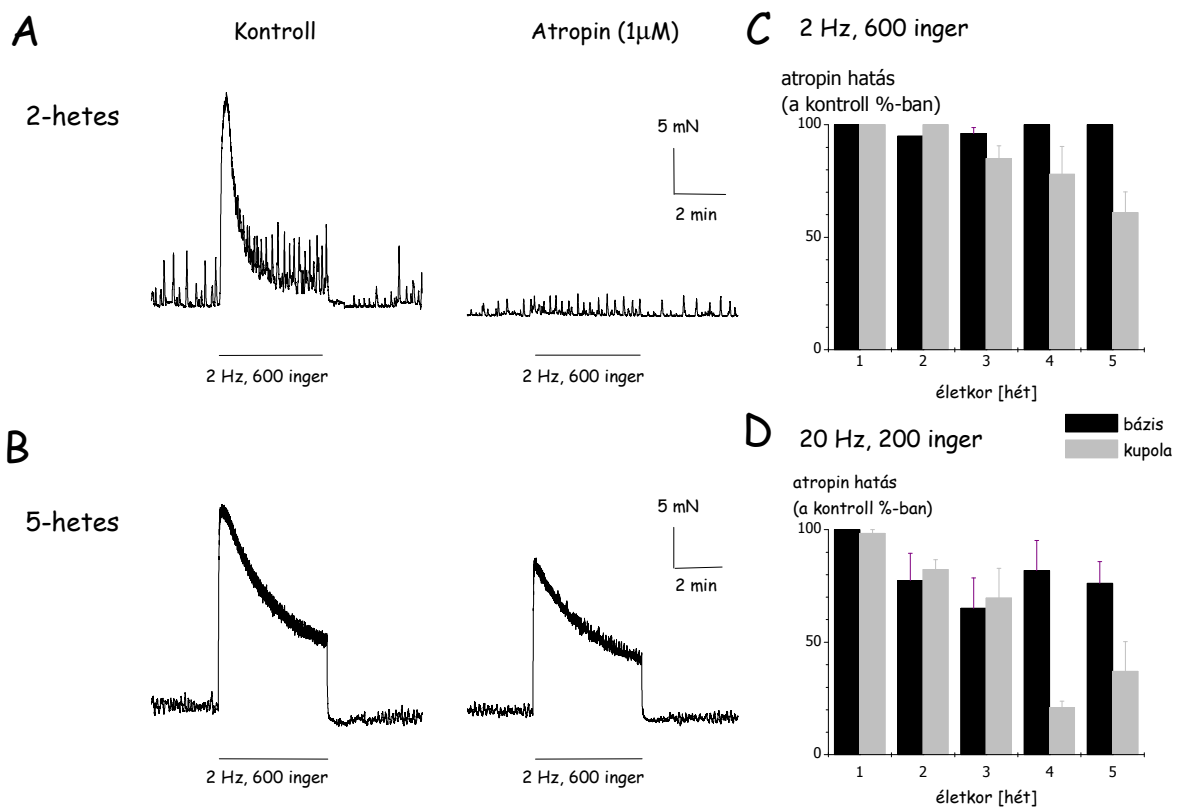 A
Kontroll
Atropin (1μM)
2-hetes
5 mN
2 min
2 Hz, 600 inger
2 Hz, 600 inger
B
5-hetes
5 mN
2 min
2 Hz, 600 inger
2 Hz, 600 inger
C
2 Hz, 600 inger
atropin hatás
(a kontroll %-ban)
100
50
0
1 2 3 4 5
életkor [hét]
bázis
kupola
D
20 Hz, 200 inger
atropin hatás
(a kontroll %-ban)
100
50
0
1 2 3 4 5
életkor [hét]